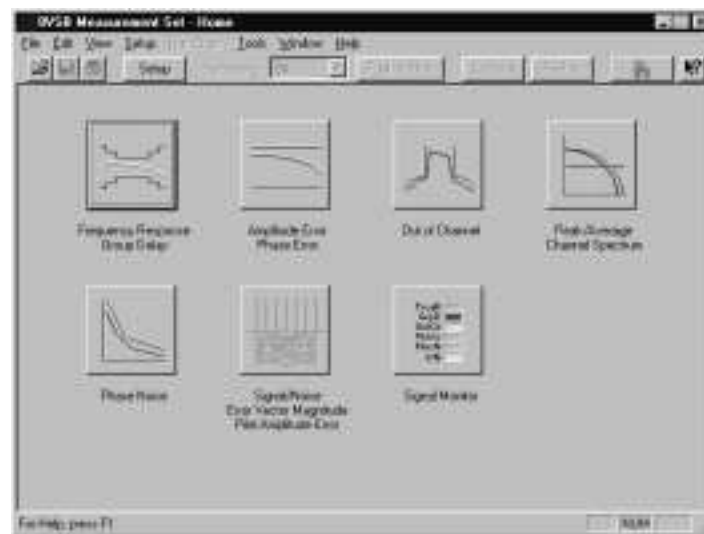 8VSB Measurement Set - Home
File Edit View Setup Tools Window Help
Setup
Frequency Response
Group Delay
Amplitude Error
Phase Error
Out of Channel
Peak/Average
Channel Spectrum
Phase Noise
Signal/Noise
Error Vector Magnitude
Pilot Amplitude Error
Signal Monitor
For Help, press F1
NUM